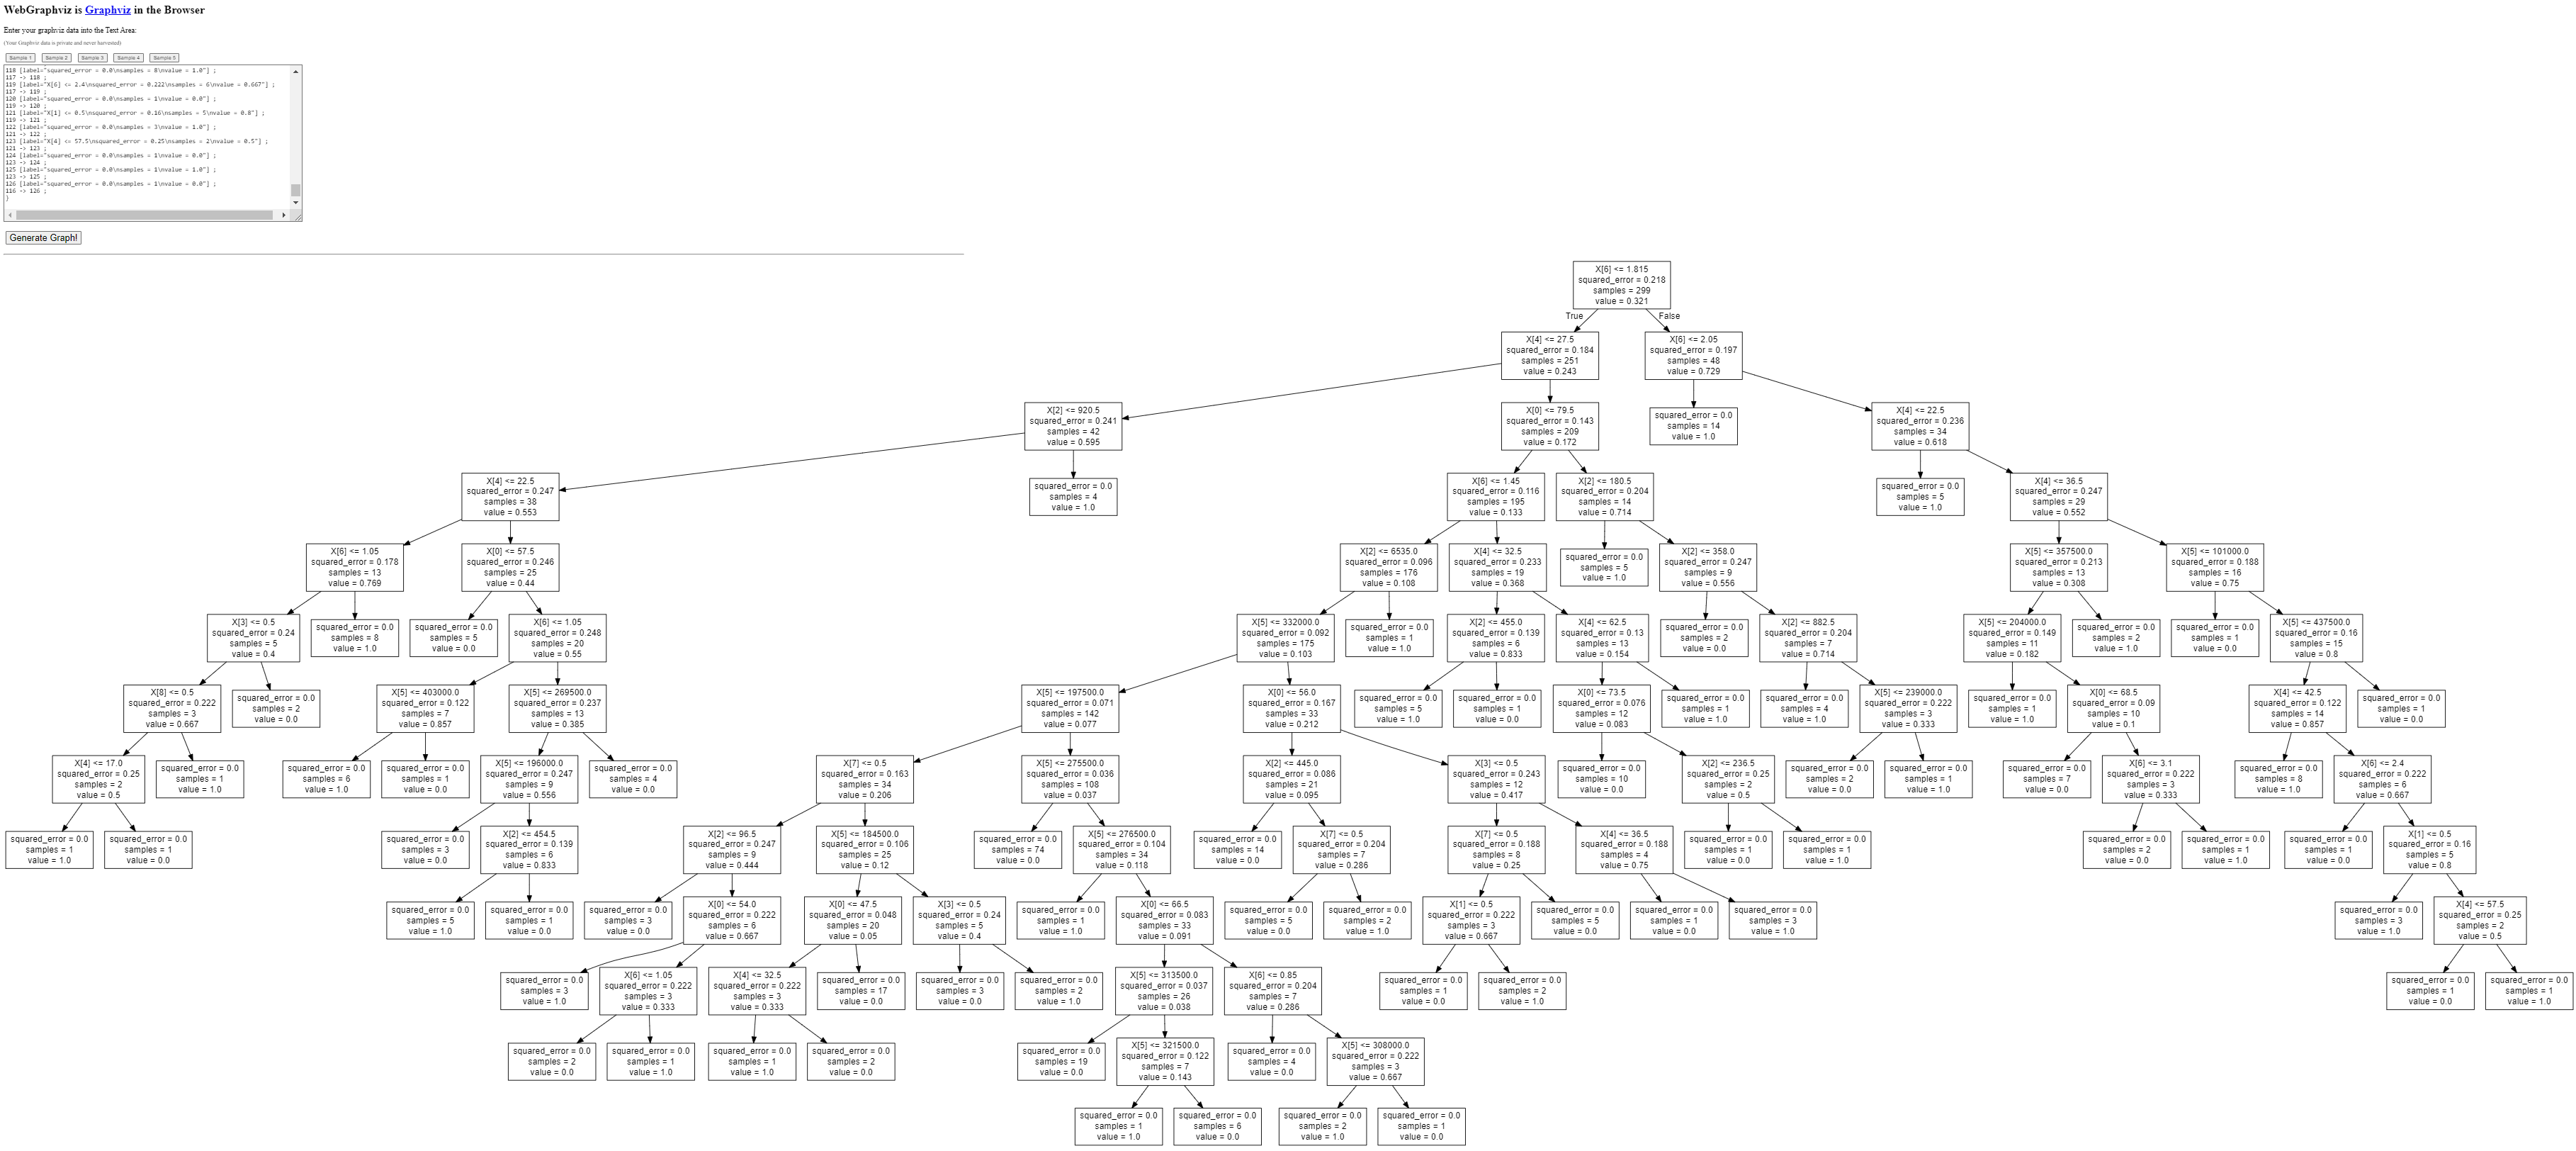 WebGraphviz is Graphviz in the Browser
Enter your graphviz data into the Text Area:
(Your Graphviz data is private and never harvested)
Sample 1
Sample 2
Sample 3
Sample 4
Sample 5
118 [label="squared_error = 0.0\nsamples = 8\nvalue = 1.0"] ;
117 -> 118 ;
119 [label="X[6] <= 2.4\nsquared_error = 0.222\nsamples = 6\nvalue = 0.667"] ;
117 -> 119 ;
120 [label="squared_error = 0.0\nsamples = 1\nvalue = 0.0"] ;
119 -> 120 ;
121 [label="X[1] <= 0.5\nsquared_error = 0.16\nsamples = 5\nvalue = 0.8"] ;
119 -> 121 ;
122 [label="squared_error = 0.0\nsamples = 3\nvalue = 1.0"] ;
121 -> 122 ;
123 [label="X[4] <= 57.5\nsquared_error = 0.25\nsamples = 2\nvalue = 0.5"] ;
121 -> 123 ;
124 [label="squared_error = 0.0\nsamples = 1\nvalue = 0.0"] ;
123 -> 124 ;
125 [label="squared_error = 0.0\nsamples = 1\nvalue = 1.0"] ;
123 -> 125 ;
126 [label="squared_error = 0.0\nsamples = 1\nvalue = 0.0"] ;
116 -> 126 ;
}
Generate Graph!
X[6] <= 1.815
squared_error = 0.218
samples = 299
value = 0.321
True
False
X[4] <= 27.5
squared_error = 0.184
samples = 251
value = 0.243
X[6] <= 2.05
squared_error = 0.197
samples = 48
value = 0.729
X[2] <= 920.5
squared_error = 0.241
samples = 42
value = 0.595
X[0] <= 79.5
squared_error = 0.143
samples = 209
value = 0.172
squared_error = 0.0
samples = 14
value = 1.0
X[4] <= 22.5
squared_error = 0.236
samples = 34
value = 0.618
X[4] <= 22.5
squared_error = 0.247
samples = 38
value = 0.553
squared_error = 0.0
samples = 4
value = 1.0
X[6] <= 1.45
squared_error = 0.116
samples = 195
value = 0.133
X[2] <= 180.5
squared_error = 0.204
samples = 14
value = 0.714
squared_error = 0.0
samples = 5
value = 1.0
X[4] <= 36.5
squared_error = 0.247
samples = 29
value = 0.552
X[6] <= 1.05
squared_error = 0.178
samples = 13
value = 0.769
X[0] <= 57.5
squared_error = 0.246
samples = 25
value = 0.44
X[2] <= 6535.0
squared_error = 0.096
samples = 176
value = 0.108
X[4] <= 32.5
squared_error = 0.233
samples = 19
value = 0.368
squared_error = 0.0
samples = 5
value = 1.0
X[2] <= 358.0
squared_error = 0.247
samples = 9
value = 0.556
X[5] <= 357500.0
squared_error = 0.213
samples = 13
value = 0.308
X[5] <= 101000.0
squared_error = 0.188
samples = 16
value = 0.75
X[3] <= 0.5
squared_error = 0.24
samples = 5
value = 0.4
squared_error = 0.0
samples = 8
value = 1.0
squared_error = 0.0
samples = 5
value = 0.0
X[6] <= 1.05
squared_error = 0.248
samples = 20
value = 0.55
X[5] <= 332000.0
squared_error = 0.092
samples = 175
value = 0.103
squared_error = 0.0
samples = 1
value = 1.0
X[2] <= 455.0
squared_error = 0.139
samples = 6
value = 0.833
X[4] <= 62.5
squared_error = 0.13
samples = 13
value = 0.154
squared_error = 0.0
samples = 2
value = 0.0
X[2] <= 882.5
squared_error = 0.204
samples = 7
value = 0.714
X[5] <= 204000.0
squared_error = 0.149
samples = 11
value = 0.182
squared_error = 0.0
samples = 2
value = 1.0
squared_error = 0.0
samples = 1
value = 0.0
X[5] <= 437500.0
squared_error = 0.16
samples = 15
value = 0.8
X[8] <= 0.5
squared_error = 0.222
samples = 3
value = 0.667
squared_error = 0.0
samples = 2
value = 0.0
X[5] <= 403000.0
squared_error = 0.122
samples = 7
value = 0.857
X[5] <= 269500.0
squared_error = 0.237
samples = 13
value = 0.385
X[5] <= 197500.0
squared_error = 0.071
samples = 142
value = 0.077
X[0] <= 56.0
squared_error = 0.167
samples = 33
value = 0.212
squared_error = 0.0
samples = 5
value = 1.0
squared_error = 0.0
samples = 1
value = 0.0
X[0] <= 73.5
squared_error = 0.076
samples = 12
value = 0.083
squared_error = 0.0
samples = 1
value = 1.0
squared_error = 0.0
samples = 4
value = 1.0
X[5] <= 239000.0
squared_error = 0.222
samples = 3
value = 0.333
squared_error = 0.0
samples = 1
value = 1.0
X[0] <= 68.5
squared_error = 0.09
samples = 10
value = 0.1
X[4] <= 42.5
squared_error = 0.122
samples = 14
value = 0.857
squared_error = 0.0
samples = 1
value = 0.0
X[4] <= 17.0
squared_error = 0.25
samples = 2
value = 0.5
squared_error = 0.0
samples = 1
value = 1.0
squared_error = 0.0
samples = 6
value = 1.0
squared_error = 0.0
samples = 1
value = 0.0
X[5] <= 196000.0
squared_error = 0.247
samples = 9
value = 0.556
squared_error = 0.0
samples = 4
value = 0.0
X[7] <= 0.5
squared_error = 0.163
samples = 34
value = 0.206
X[5] <= 275500.0
squared_error = 0.036
samples = 108
value = 0.037
X[2] <= 445.0
squared_error = 0.086
samples = 21
value = 0.095
X[3] <= 0.5
squared_error = 0.243
samples = 12
value = 0.417
squared_error = 0.0
samples = 10
value = 0.0
X[2] <= 236.5
squared_error = 0.25
samples = 2
value = 0.5
squared_error = 0.0
samples = 2
value = 0.0
squared_error = 0.0
samples = 1
value = 1.0
squared_error = 0.0
samples = 7
value = 0.0
X[6] <= 3.1
squared_error = 0.222
samples = 3
value = 0.333
squared_error = 0.0
samples = 8
value = 1.0
X[6] <= 2.4
squared_error = 0.222
samples = 6
value = 0.667
squared_error = 0.0
samples = 1
value = 1.0
squared_error = 0.0
samples = 1
value = 0.0
squared_error = 0.0
samples = 3
value = 0.0
X[2] <= 454.5
squared_error = 0.139
samples = 6
value = 0.833
X[2] <= 96.5
squared_error = 0.247
samples = 9
value = 0.444
X[5] <= 184500.0
squared_error = 0.106
samples = 25
value = 0.12
squared_error = 0.0
samples = 74
value = 0.0
X[5] <= 276500.0
squared_error = 0.104
samples = 34
value = 0.118
squared_error = 0.0
samples = 14
value = 0.0
X[7] <= 0.5
squared_error = 0.204
samples = 7
value = 0.286
X[7] <= 0.5
squared_error = 0.188
samples = 8
value = 0.25
X[4] <= 36.5
squared_error = 0.188
samples = 4
value = 0.75
squared_error = 0.0
samples = 1
value = 0.0
squared_error = 0.0
samples = 1
value = 1.0
squared_error = 0.0
samples = 2
value = 0.0
squared_error = 0.0
samples = 1
value = 1.0
squared_error = 0.0
samples = 1
value = 0.0
X[1] <= 0.5
squared_error = 0.16
samples = 5
value = 0.8
squared_error = 0.0
samples = 5
value = 1.0
squared_error = 0.0
samples = 1
value = 0.0
squared_error = 0.0
samples = 3
value = 0.0
X[0] <= 54.0
squared_error = 0.222
samples = 6
value = 0.667
X[0] <= 47.5
squared_error = 0.048
samples = 20
value = 0.05
X[3] <= 0.5
squared_error = 0.24
samples = 5
value = 0.4
squared_error = 0.0
samples = 1
value = 1.0
X[0] <= 66.5
squared_error = 0.083
samples = 33
value = 0.091
squared_error = 0.0
samples = 5
value = 0.0
squared_error = 0.0
samples = 2
value = 1.0
X[1] <= 0.5
squared_error = 0.222
samples = 3
value = 0.667
squared_error = 0.0
samples = 5
value = 0.0
squared_error = 0.0
samples = 1
value = 0.0
squared_error = 0.0
samples = 3
value = 1.0
squared_error = 0.0
samples = 3
value = 1.0
X[4] <= 57.5
squared_error = 0.25
samples = 2
value = 0.5
squared_error = 0.0
samples = 3
value = 1.0
X[6] <= 1.05
squared_error = 0.222
samples = 3
value = 0.333
X[4] <= 32.5
squared_error = 0.222
samples = 3
value = 0.333
squared_error = 0.0
samples = 17
value = 0.0
squared_error = 0.0
samples = 3
value = 0.0
squared_error = 0.0
samples = 2
value = 1.0
X[5] <= 313500.0
squared_error = 0.037
samples = 26
value = 0.038
X[6] <= 0.85
squared_error = 0.204
samples = 7
value = 0.286
squared_error = 0.0
samples = 1
value = 0.0
squared_error = 0.0
samples = 2
value = 1.0
squared_error = 0.0
samples = 1
value = 0.0
squared_error = 0.0
samples = 1
value = 1.0
squared_error = 0.0
samples = 2
value = 0.0
squared_error = 0.0
samples = 1
value = 1.0
squared_error = 0.0
samples = 1
value = 1.0
squared_error = 0.0
samples = 2
value = 0.0
squared_error = 0.0
samples = 19
value = 0.0
X[5] <= 321500.0
squared_error = 0.122
samples = 7
value = 0.143
squared_error = 0.0
samples = 4
value = 0.0
X[5] <= 308000.0
squared_error = 0.222
samples = 3
value = 0.667
squared_error = 0.0
samples = 1
value = 1.0
squared_error = 0.0
samples = 6
value = 0.0
squared_error = 0.0
samples = 2
value = 1.0
squared_error = 0.0
samples = 1
value = 0.0